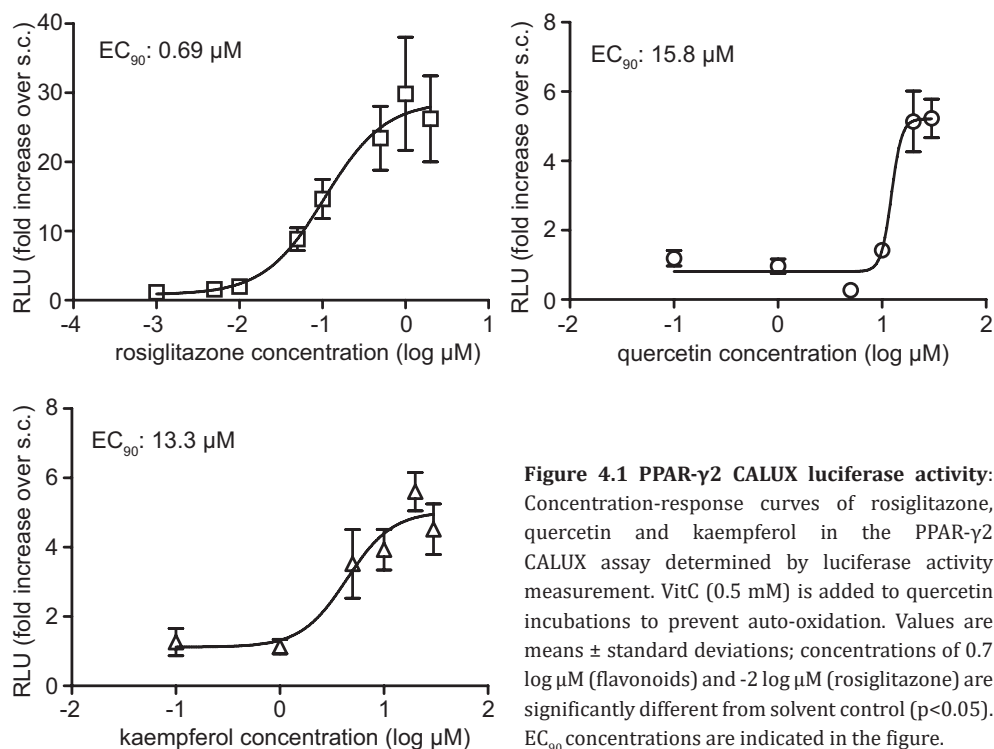 RLU (fold increase over s.c.)
40
30
20
10
0
EC90: 0.69 µM
-4 -3 -2 -1 0 1
rosiglitazone concentration (log µM)
RLU (fold increase over s.c.)
8
6
4
2
0
EC90: 15.8 µM
-2 -1 0 1 2
quercetin concentration (log µM)
RLU (fold increase over s.c.)
8
6
4
2
0
EC90: 13.3 µM
-2 -1 0 1 2
kaempferol concentration (log µM)
Figure 4.1 PPAR-γ2 CALUX luciferase activity:
Concentration-response curves of rosiglitazone,
quercetin and kaempferol in the PPAR-γ2
CALUX assay determined by luciferase activity
measurement. VitC (0.5 mM) is added to quercetin
incubations to prevent auto-oxidation. Values are
means ± standard deviations; concentrations of 0.7
log µM (flavonoids) and -2 log µM (rosiglitazone) are
significantly different from solvent control (p<0.05).
EC90 concentrations are indicated in the figure.